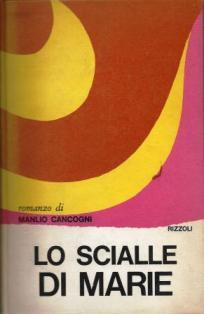 romanzo di
MANLIO CANCOGNI
RIZZOLI
LO SCIALLE
DI MARIE